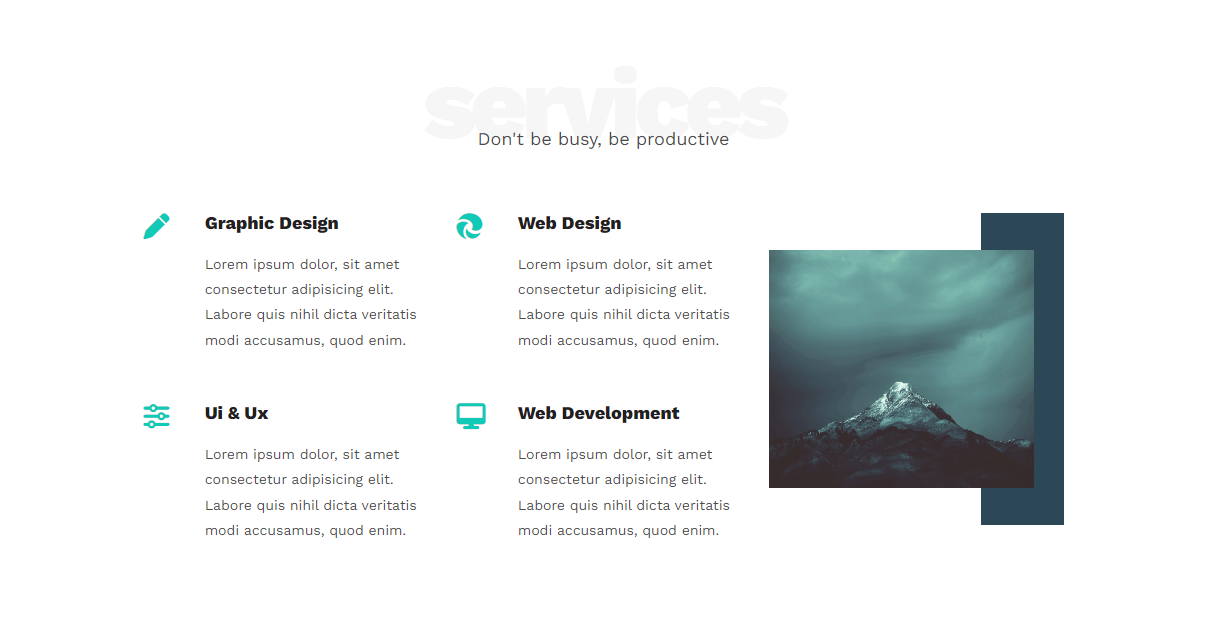 services
Don't be busy, be productive
Graphic Design
Lorem ipsum dolor, sit amet
consectetur adipisicing elit.
Labore quis nihil dicta veritatis
modi accusamus, quod enim.
Web Design
Lorem ipsum dolor, sit amet
consectetur adipisicing elit.
Labore quis nihil dicta veritatis
modi accusamus, quod enim.
Ui & Ux
Lorem ipsum dolor, sit amet
consectetur adipisicing elit.
Labore quis nihil dicta veritatis
modi accusamus, quod enim.
Web Development
Lorem ipsum dolor, sit amet
consectetur adipisicing elit.
Labore quis nihil dicta veritatis
modi accusamus, quod enim.